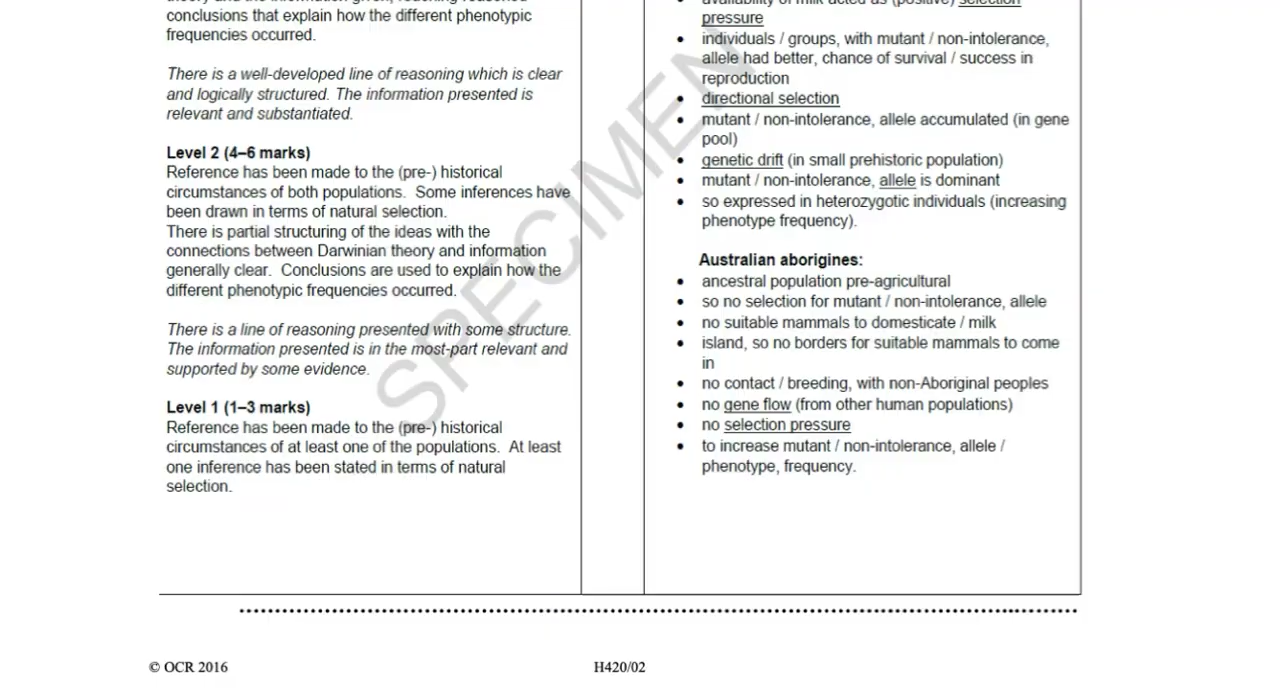 conclusions that explain how the different phenotypic
frequencies occurred.
There is a well-developed line of reasoning which is clear
and logically structured. The information presented is
relevant and substantiated.
Level 2 (4–6 marks)
Reference has been made to the (pre-) historical
circumstances of both populations. Some inferences have
been drawn in terms of natural selection.
There is partial structuring of the ideas with the
connections between Darwinian theory and information
generally clear. Conclusions are used to explain how the
different phenotypic frequencies occurred.
There is a line of reasoning presented with some structure.
The information presented is in the most-part relevant and
supported by some evidence.
Level 1 (1–3 marks)
Reference has been made to the (pre-) historical
circumstances of at least one of the populations. At least
one inference has been stated in terms of natural
selection.
• availability of milk acted as (positive) selection
pressure
• individuals / groups, with mutant / non-intolerance,
allele had better, chance of survival / success in
reproduction
• directional selection
• mutant / non-intolerance, allele accumulated (in gene
pool)
• genetic drift (in small prehistoric population)
• mutant / non-intolerance, allele is dominant
• so expressed in heterozygotic individuals (increasing
phenotype frequency).
Australian aborigines:
• ancestral population pre-agricultural
• so no selection for mutant / non-intolerance, allele
• no suitable mammals to domesticate / milk
• island, so no borders for suitable mammals to come
in
• no contact / breeding, with non-Aboriginal peoples
• no gene flow (from other human populations)
• no selection pressure
• to increase mutant / non-intolerance, allele /
phenotype, frequency.
SPECIMEN
© OCR 2016
H420/02